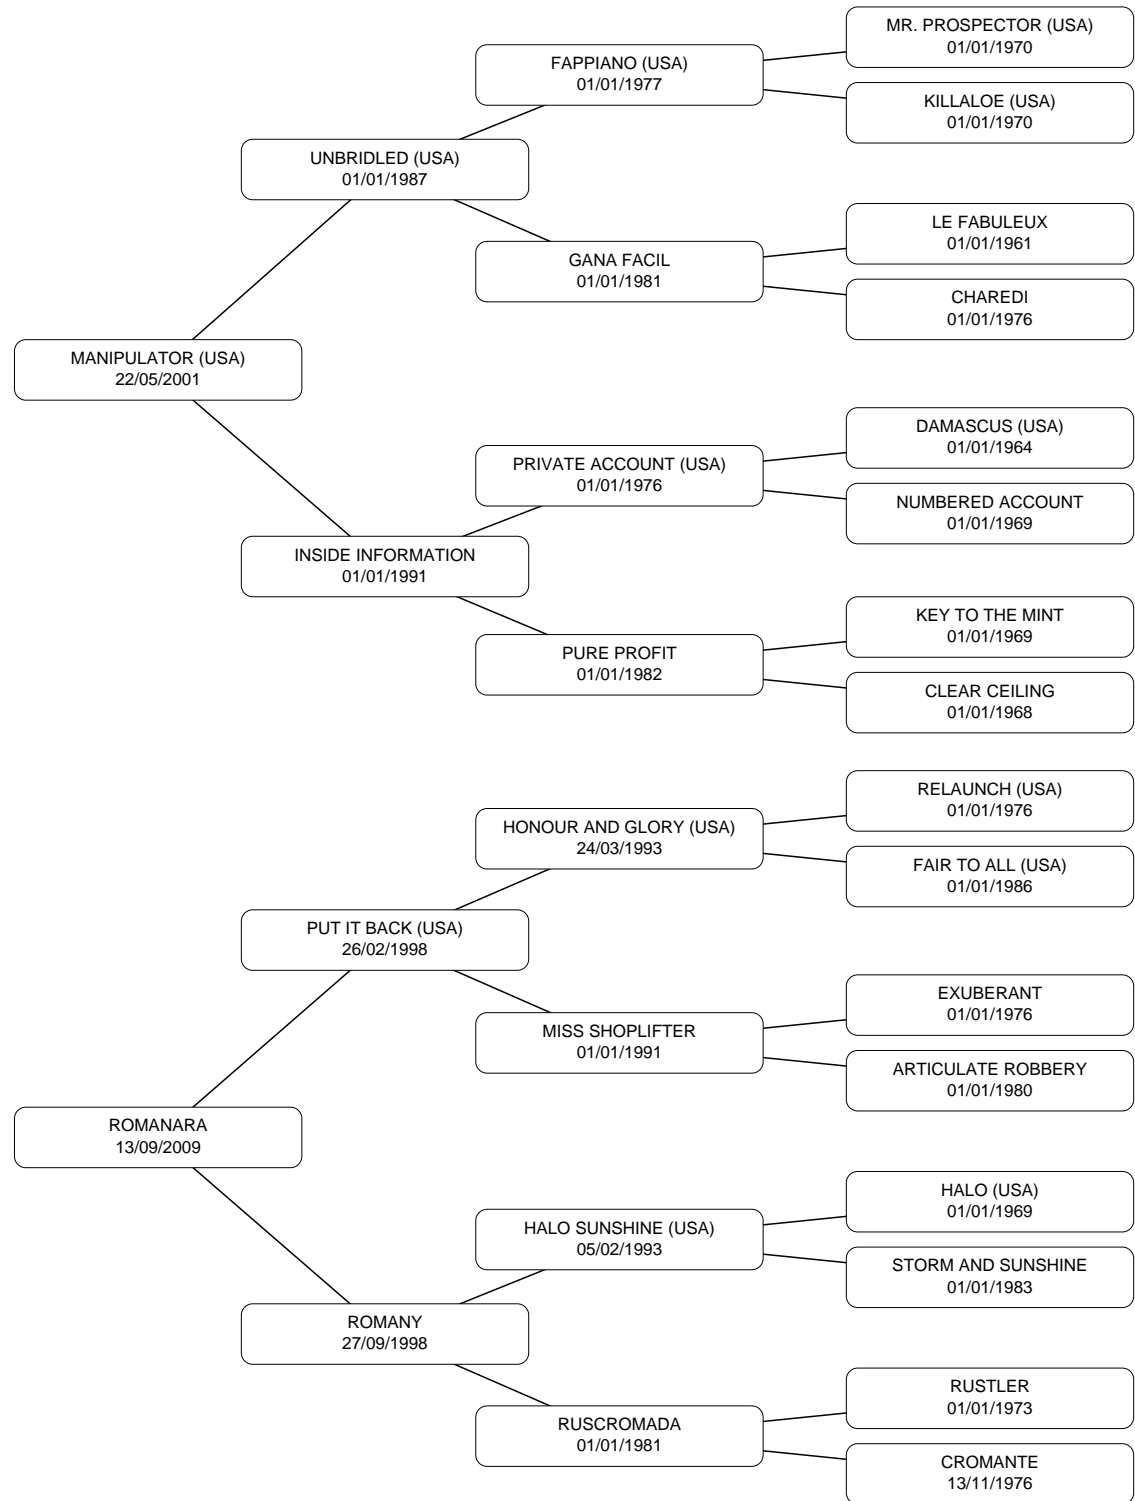 MR. PROSPECTOR (USA)
01/01/1970
FAPPIANO (USA)
01/01/1977
KILLALOE (USA)
01/01/1970
UNBRIDLED (USA)
01/01/1987
LE FABULEUX
01/01/1961
GANA FACIL
01/01/1981
CHAREDI
01/01/1976
MANIPULATOR (USA)
22/05/2001
DAMASCUS (USA)
01/01/1964
PRIVATE ACCOUNT (USA)
01/01/1976
NUMBERED ACCOUNT
01/01/1969
INSIDE INFORMATION
01/01/1991
KEY TO THE MINT
01/01/1969
PURE PROFIT
01/01/1982
CLEAR CEILING
01/01/1968
RELAUNCH (USA)
01/01/1976
HONOUR AND GLORY (USA)
24/03/1993
FAIR TO ALL (USA)
01/01/1986
PUT IT BACK (USA)
26/02/1998
EXUBERANT
01/01/1976
MISS SHOPLIFTER
01/01/1991
ARTICULATE ROBBERY
01/01/1980
ROMANARA
13/09/2009
HALO (USA)
01/01/1969
HALO SUNSHINE (USA)
05/02/1993
STORM AND SUNSHINE
01/01/1983
ROMANY
27/09/1998
RUSTLER
01/01/1973
RUSCROMADA
01/01/1981
CROMANTE
13/11/1976